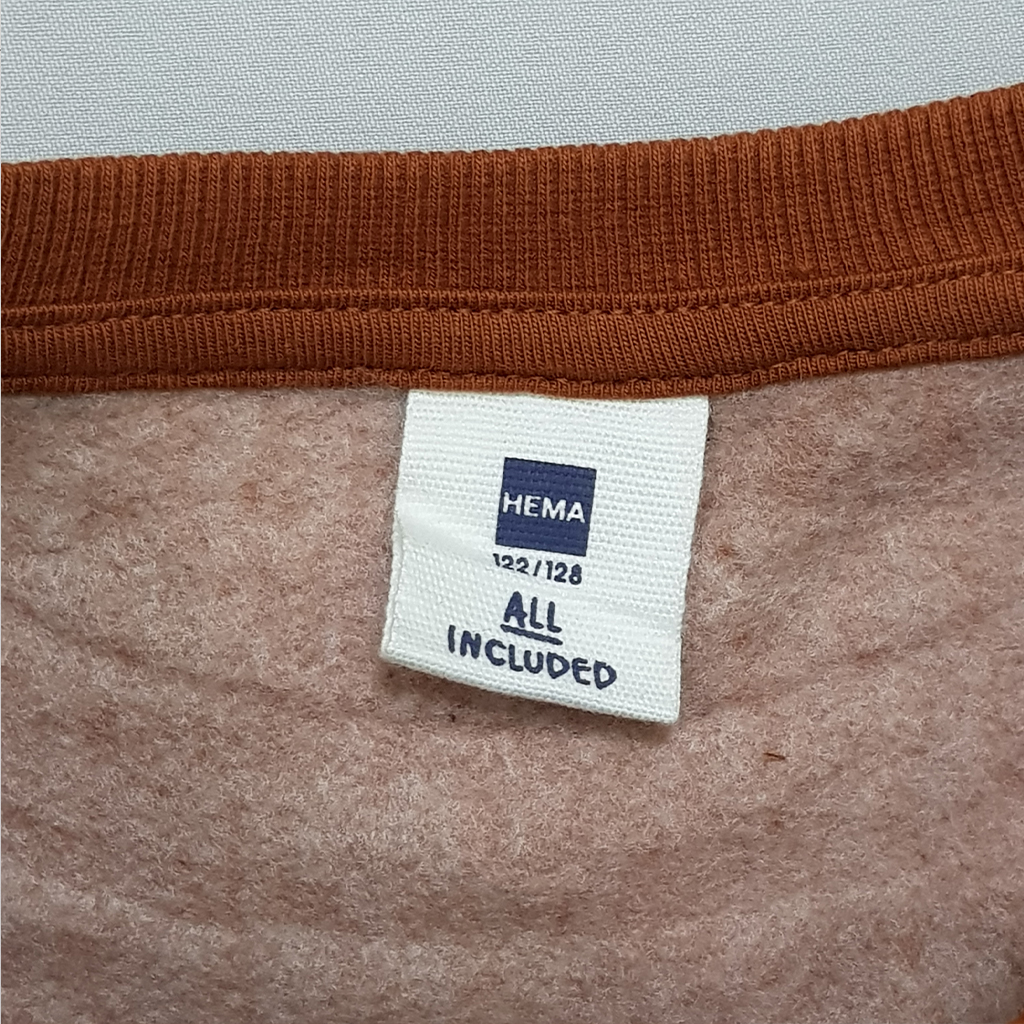 HEMA
122/128
ALL
INCLUDED